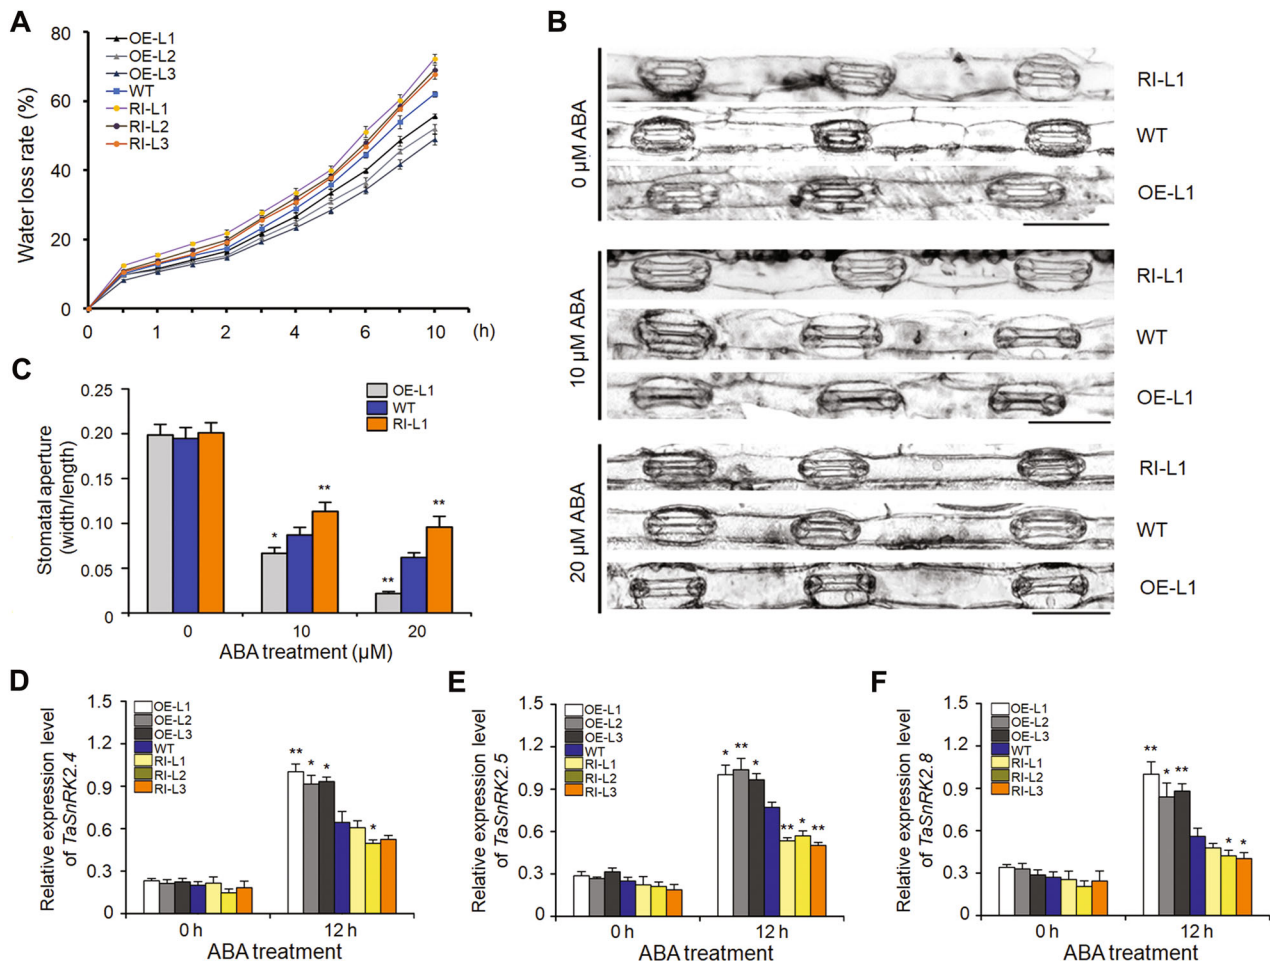 A
Water loss rate (%)
80
60
40
20
0
OE-L1
OE-L2
OE-L3
WT
RI-L1
RI-L2
RI-L3
0 1 2 4 6 10 (h)
B
0 µM ABA
RI-L1
WT
OE-L1
10 µM ABA
RI-L1
WT
OE-L1
20 µM ABA
RI-L1
WT
OE-L1
C
Stomatal aperture
(width/length)
0.25
0.20
0.15
0.10
0.05
0
OE-L1
WT
RI-L1
*
**
**
**
0 10 20
ABA treatment (µM)
D
Relative expression level
of TaSnRK2.4
1.5
1.2
0.9
0.6
0.3
0
OE-L1
OE-L2
OE-L3
WT
RI-L1
RI-L2
RI-L3
** * * *
0 h 12 h
ABA treatment
E
Relative expression level
of TaSnRK2.5
1.5
1.2
0.9
0.6
0.3
0
OE-L1
OE-L2
OE-L3
WT
RI-L1
RI-L2
RI-L3
* ** * ** * **
0 h 12 h
ABA treatment
F
Relative expression level
of TaSnRK2.8
1.5
1.2
0.9
0.6
0.3
0
OE-L1
OE-L2
OE-L3
WT
RI-L1
RI-L2
RI-L3
** * ** * *
0 h 12 h
ABA treatment